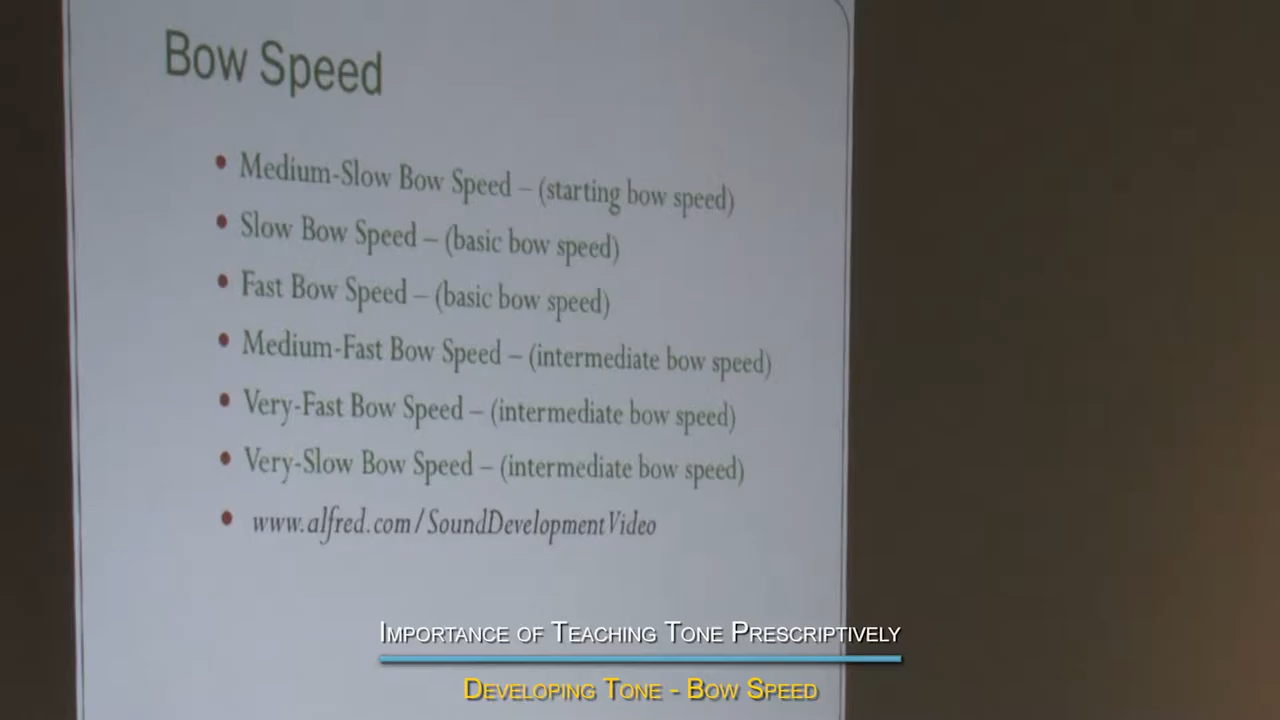 Bow Speed
• Medium-Slow Bow Speed – (starting bow speed)
• Slow Bow Speed – (basic bow speed)
• Fast Bow Speed – (basic bow speed)
• Medium-Fast Bow Speed – (intermediate bow speed)
• Very-Fast Bow Speed – (intermediate bow speed)
• Very-Slow Bow Speed – (intermediate bow speed)
• www.alfred.com/SoundDevelopmentVideo
Importance of Teaching Tone Prescriptively
Developing Tone - Bow Speed